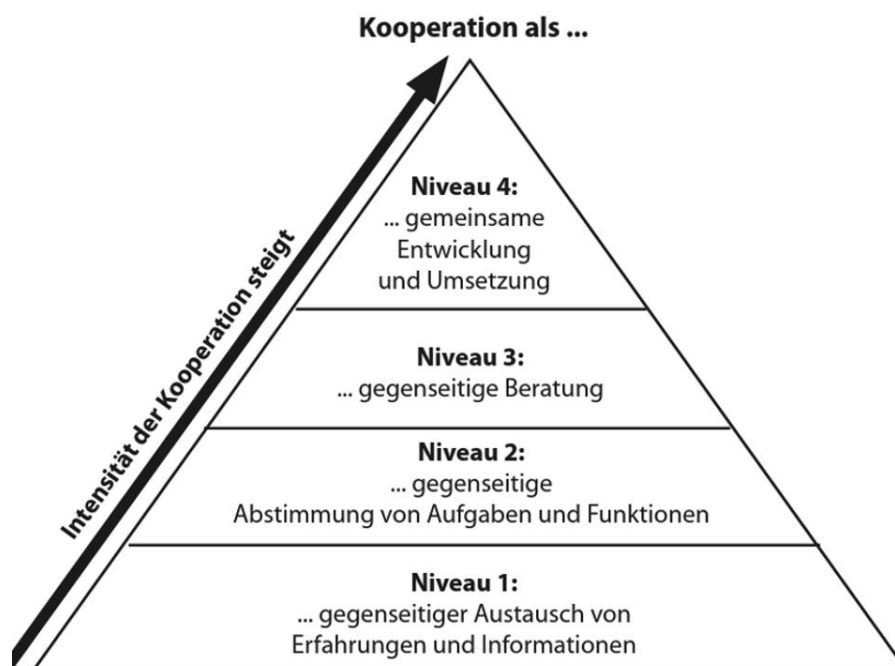 Kooperation als ...
Intensität der Kooperation steigt
Niveau 4:
... gemeinsame
Entwicklung
und Umsetzung
Niveau 3:
... gegenseitige Beratung
Niveau 2:
... gegenseitige
Abstimmung von Aufgaben und Funktionen
Niveau 1:
... gegenseitiger Austausch von
Erfahrungen und Informationen